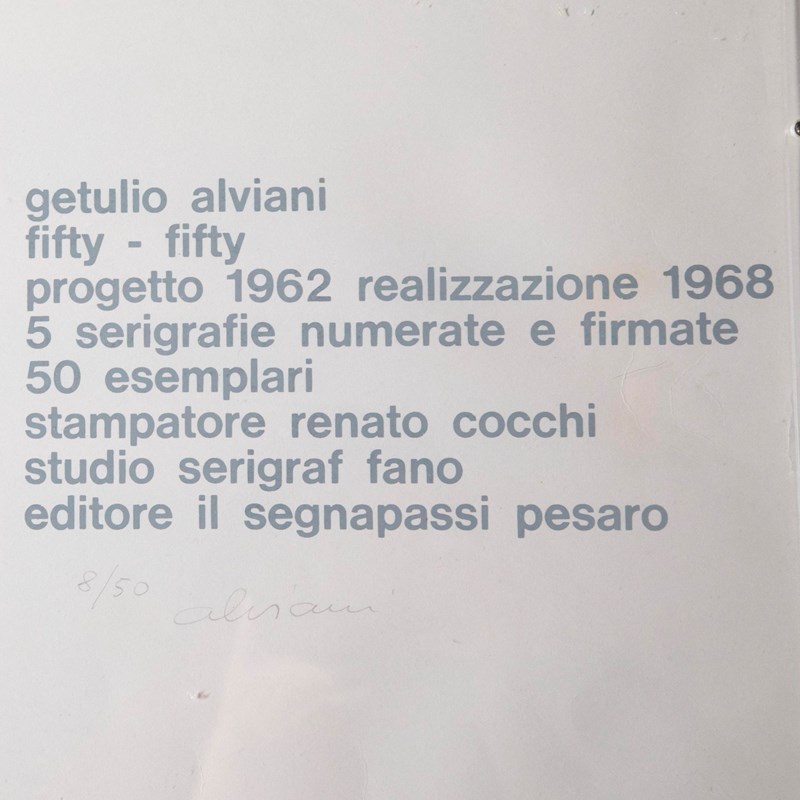 getulio alviani
fifty - fifty
progetto 1962 realizzazione 1968
5 serigrafie numerate e firmate
50 esemplari
stampatore renato cocchi
studio serigraf fano
editore il segnapassi pesaro
8/50 alviani